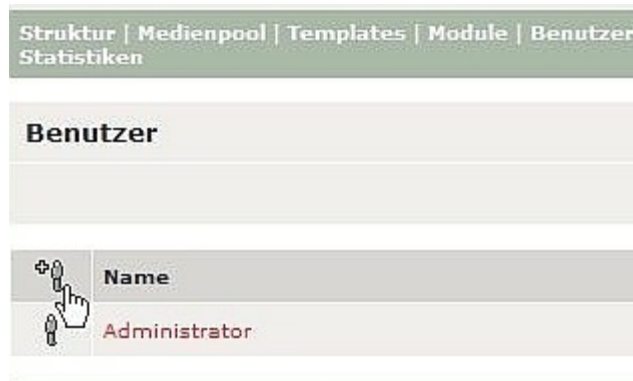 Struktur | Medienpool | Templates | Module | Benutzer
Statistiken
Benutzer
Name
Administrator